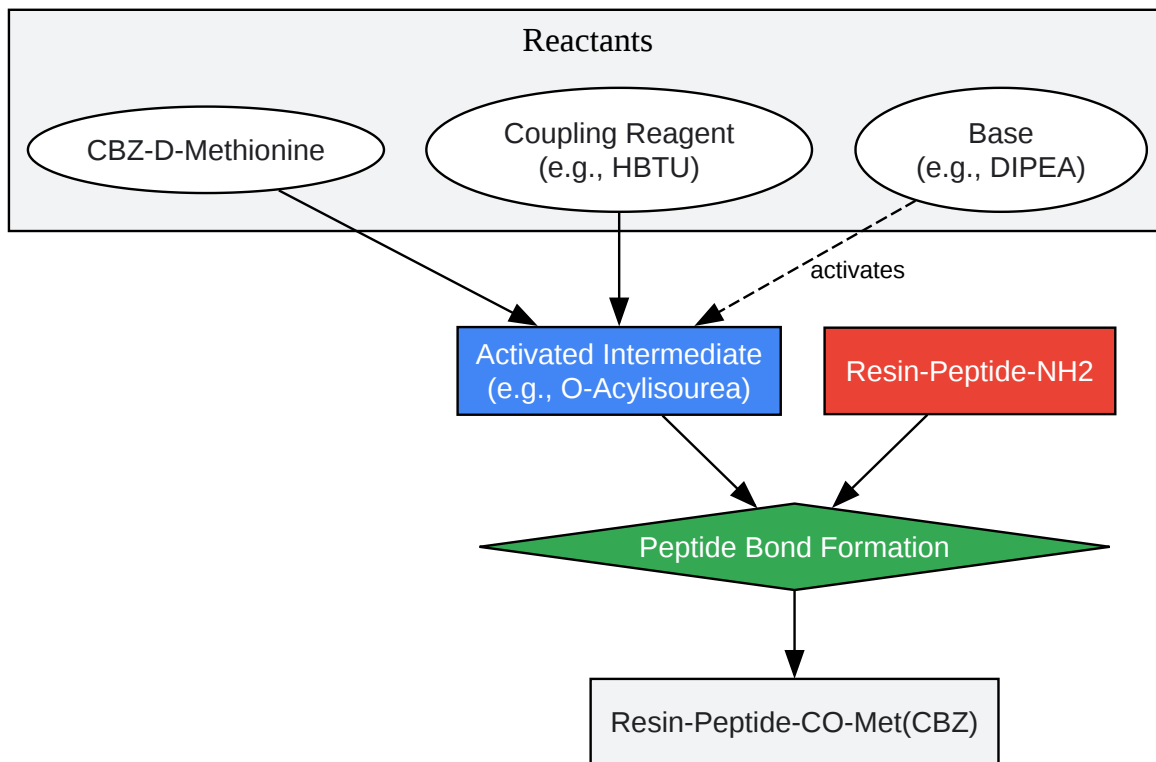 Reactants
CBZ-D-Methionine
Coupling Reagent
(e.g., HBTU)
Base
(e.g., DIPEA)
activates
Activated Intermediate
(e.g., O-Acylisourea)
Resin-Peptide-NH2
Peptide Bond Formation
Resin-Peptide-CO-Met(CBZ)